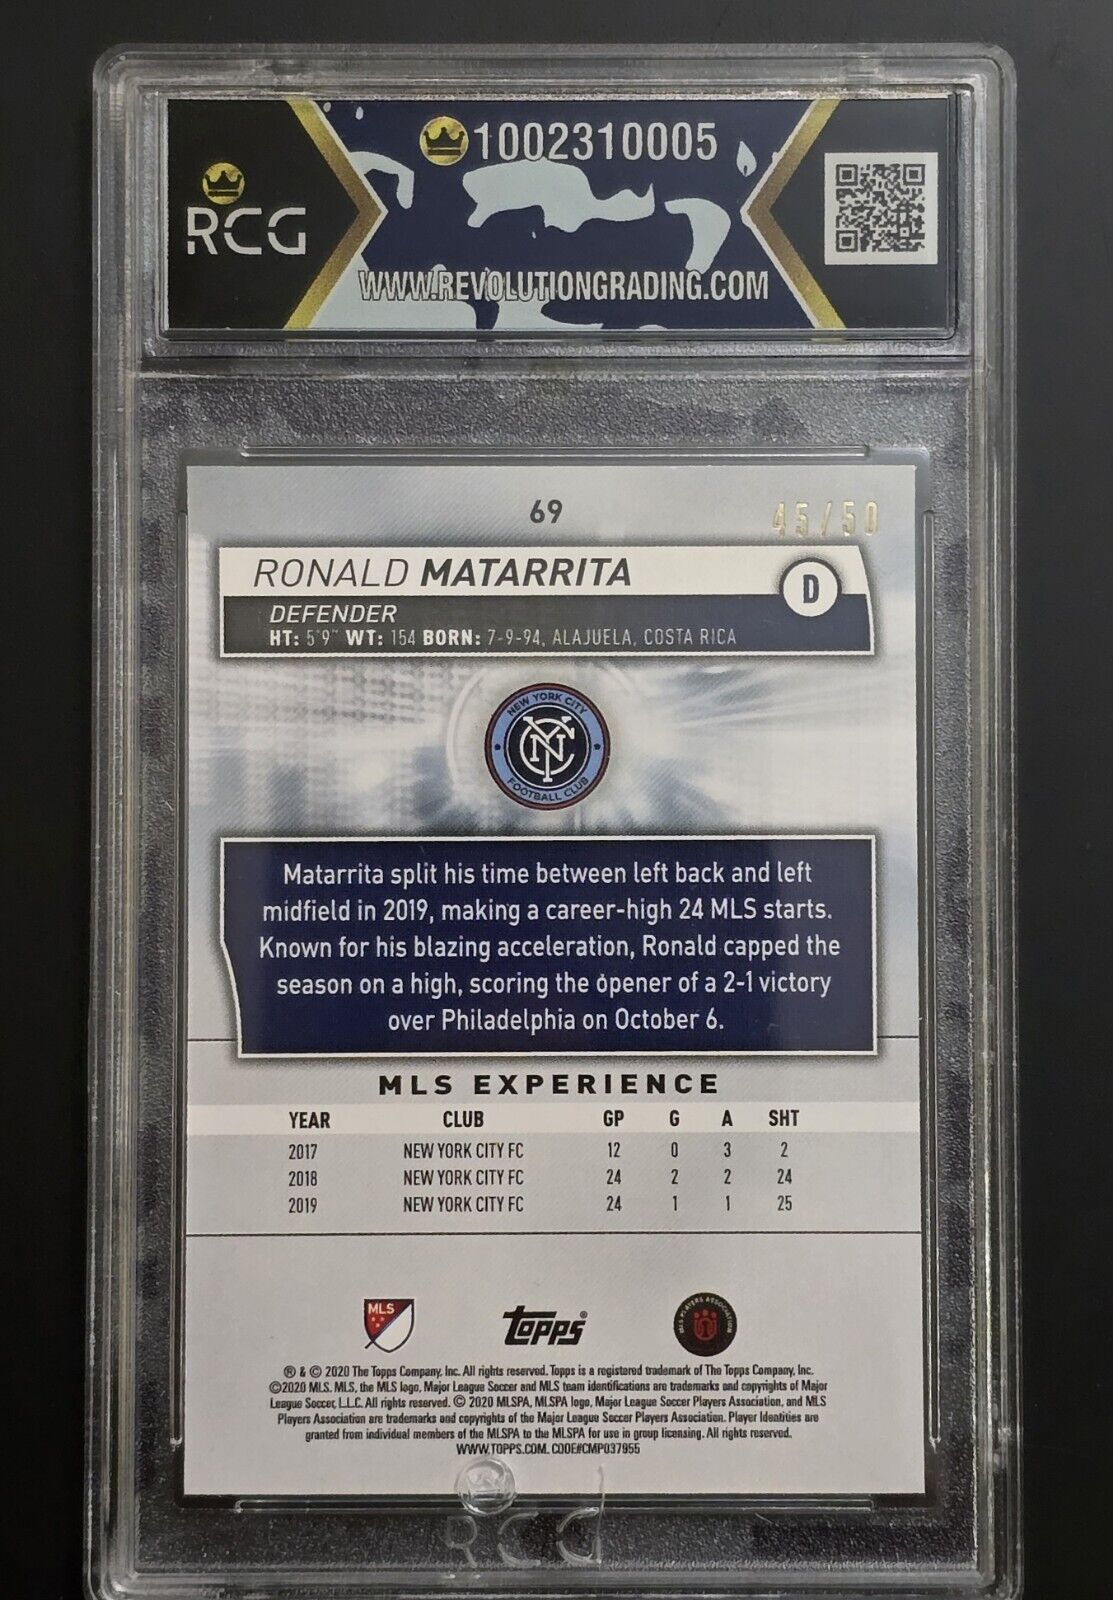 1002310005
RCG
WWW.REVOLUTIONGRADING.COM
69
45/50
RONALD MATARRITA
D
DEFENDER
HT: 5'9" WT: 154 BORN: 7-9-94, ALAJUELA, COSTA RICA
NEW YORK CITY
NYC
FOOTBALL CLUB
Matarrita split his time between left back and left
midfield in 2019, making a career-high 24 MLS starts.
Known for his blazing acceleration, Ronald capped the
season on a high, scoring the opener of a 2-1 victory
over Philadelphia on October 6.
MLS EXPERIENCE
YEAR CLUB GP G A SHT
2017 NEW YORK CITY FC 12 0 3 2
2018 NEW YORK CITY FC 24 2 2 24
2019 NEW YORK CITY FC 24 1 1 25
MLS
Topps®
MLS PLAYERS ASSOCIATION
® & © 2020 The Topps Company, Inc. All rights reserved. Topps is a registered trademark of The Topps Company, Inc.
©2020 MLS. MLS, the MLS logo, Major League Soccer and MLS team identifications are trademarks and copyrights of Major
League Soccer, L.L.C. All rights reserved. © 2020 MLSPA, MLSPA logo, Major League Soccer Players Association, and MLS
Players Association are trademarks and copyrights of the Major League Soccer Players Association. Player Identities are
granted from individual members of the MLSPA to the MLSPA for use in group licensing. All rights reserved.
WWW.TOPPS.COM. CODE#CMP037955
RCG